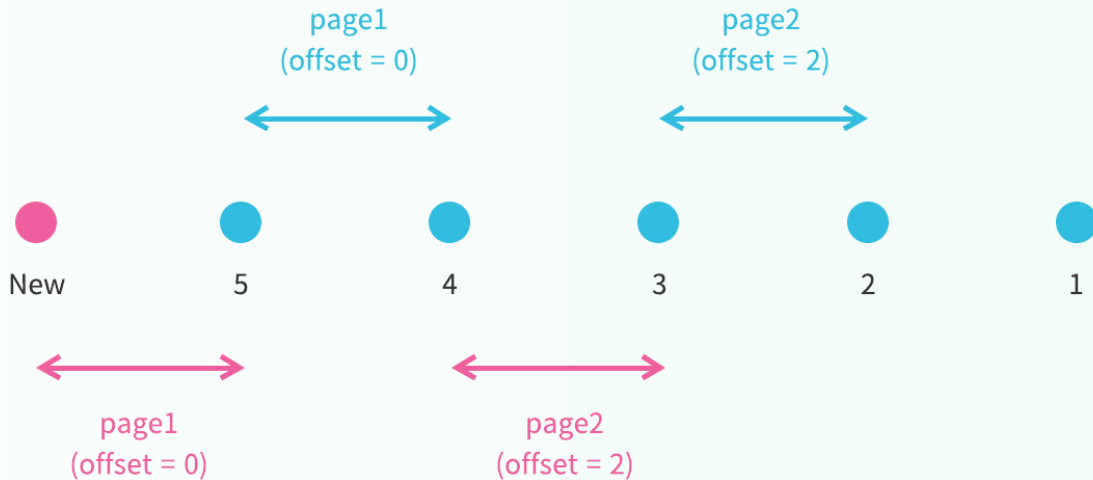 page1
(offset = 0)
page2
(offset = 2)
New
5
4
3
2
1
page1
(offset = 0)
page2
(offset = 2)